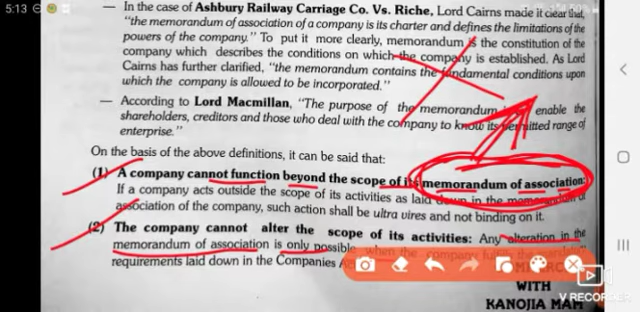 5:13
— In the case of Ashbury Railway Carriage Co. Vs. Riche, Lord Cairns made it clear that,
"the memorandum of association of a company is its charter and defines the limitations of the
powers of the company." To put it more clearly, memorandum is the constitution of the
company which describes the conditions on which the company is established. As Lord
Cairns has further clarified, "the memorandum contains the fundamental conditions upon
which the company is allowed to be incorporated."
— According to Lord Macmillan, "The purpose of the memorandum enable the
shareholders, creditors and those who deal with the company to know its permitted range of
enterprise."
On the basis of the above definitions, it can be said that:
(1) A company cannot function beyond the scope of its memorandum of association:
If a company acts outside the scope of its activities as laid down in the memorandum of
association of the company, such action shall be ultra vires and not binding on it.
(2) The company cannot alter the scope of its activities: Any alteration in the
memorandum of association is only possible when the company
requirements laid down in the Companies
WITH
KANOJIA MAM
V RECORDER